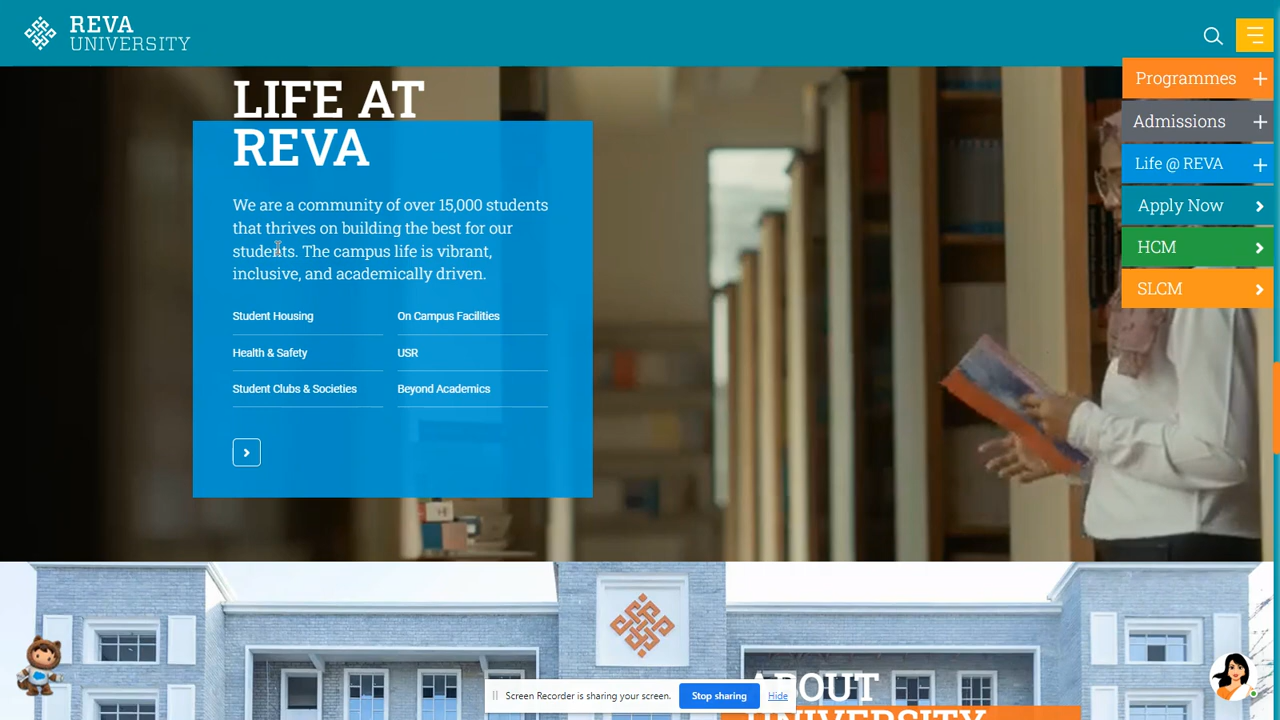 REVA
UNIVERSITY
Programmes
Admissions
Life @ REVA
Apply Now
HCM
SLCM
LIFE AT
REVA
We are a community of over 15,000 students
that thrives on building the best for our
students. The campus life is vibrant,
inclusive, and academically driven.
Student Housing
On Campus Facilities
Health & Safety
USR
Student Clubs & Societies
Beyond Academics
ABOUT
UNIVERSITY
Screen Recorder is sharing your screen.
Stop sharing
Hide